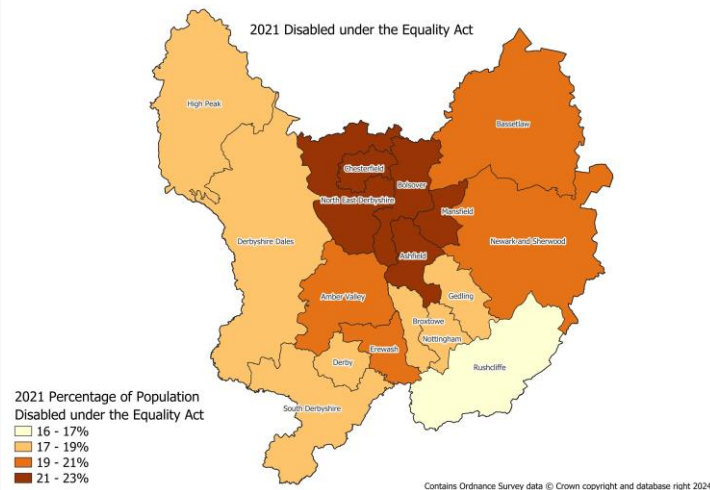 2021 Disabled under the Equality Act
High Peak
Bassetlaw
Chesterfield
Bolsover
North East Derbyshire
Mansfield
Derbyshire Dales
Newark and Sherwood
Ashfield
Amber Valley
Gedling
Broxtowe
Nottingham
Erewash
Derby
Rushcliffe
South Derbyshire
2021 Percentage of Population
Disabled under the Equality Act
16 - 17%
17 - 19%
19 - 21%
21 - 23%
Contains Ordnance Survey data © Crown copyright and database right 2024